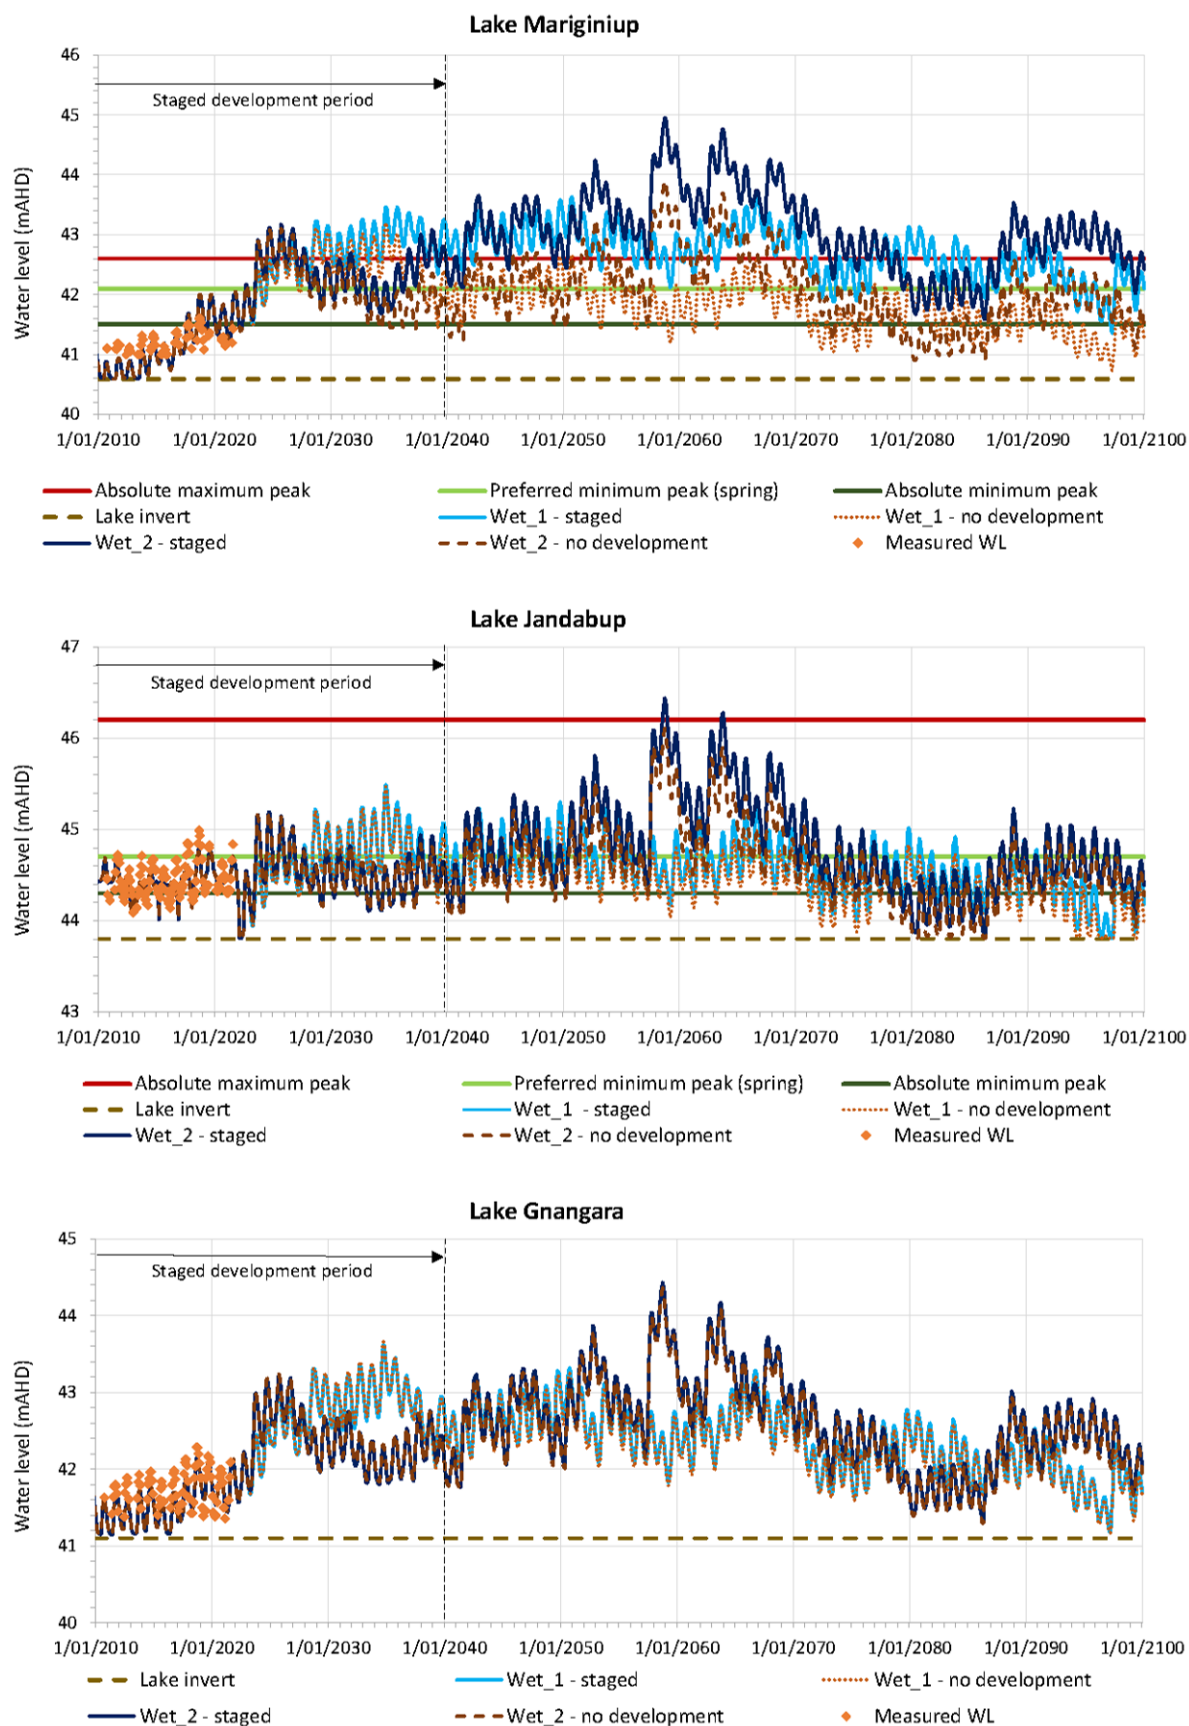 Lake Mariginiup
46
Staged development period
45
44
43
42
41
40
Water level (mAHD)
1/01/2010 1/01/2020 1/01/2030 1/01/2040 1/01/2050 1/01/2060 1/01/2070 1/01/2080 1/01/2090 1/01/2100
Absolute maximum peak Preferred minimum peak (spring) Absolute minimum peak
Lake invert Wet_1 - staged Wet_1 - no development
Wet_2 - staged Wet_2 - no development Measured WL
Lake Jandabup
47
Staged development period
46
45
44
43
Water level (mAHD)
1/01/2010 1/01/2020 1/01/2030 1/01/2040 1/01/2050 1/01/2060 1/01/2070 1/01/2080 1/01/2090 1/01/2100
Absolute maximum peak Preferred minimum peak (spring) Absolute minimum peak
Lake invert Wet_1 - staged Wet_1 - no development
Wet_2 - staged Wet_2 - no development Measured WL
Lake Gnangara
45
Staged development period
44
43
42
41
40
Water level (mAHD)
1/01/2010 1/01/2020 1/01/2030 1/01/2040 1/01/2050 1/01/2060 1/01/2070 1/01/2080 1/01/2090 1/01/2100
Lake invert Wet_1 - staged Wet_1 - no development
Wet_2 - staged Wet_2 - no development Measured WL